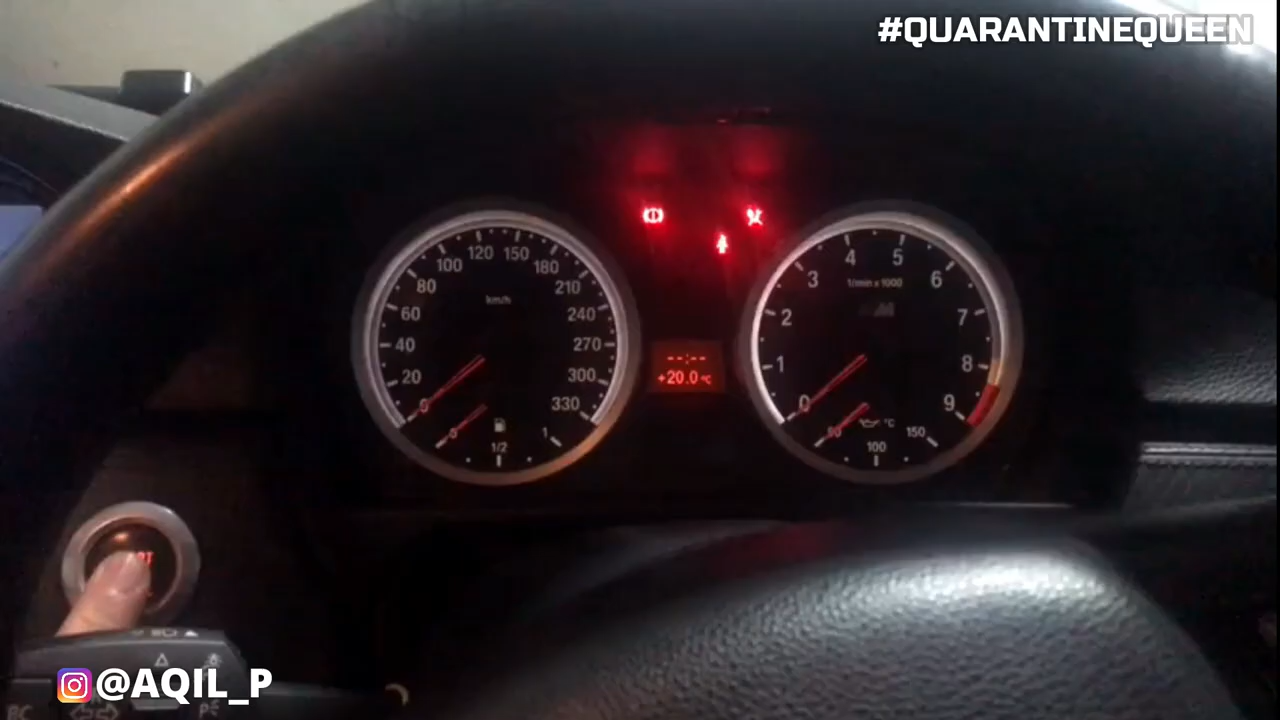 #QUARANTINEQUEEN
120 150
100 180
80 210
60 240
40 270
20 300
0 330
km/h
1/2 1
--:--
+20.0 °C
4 5
3 6
2 7
1 8
0 9
1/min x 1000
°C
100 150
@AQIL_P